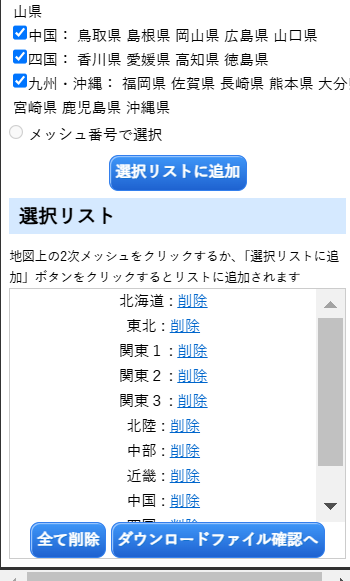 山県
中国： 鳥取県 島根県 岡山県 広島県 山口県
四国： 香川県 愛媛県 高知県 徳島県
九州・沖縄： 福岡県 佐賀県 長崎県 熊本県 大分
宮崎県 鹿児島県 沖縄県
メッシュ番号で選択
選択リストに追加
選択リスト
地図上の2次メッシュをクリックするか、「選択リストに追
加」ボタンをクリックするとリストに追加されます
北海道 : 削除
東北 : 削除
関東１ : 削除
関東２ : 削除
関東３ : 削除
北陸 : 削除
中部 : 削除
近畿 : 削除
中国 : 削除
全て削除 ダウンロードファイル確認へ